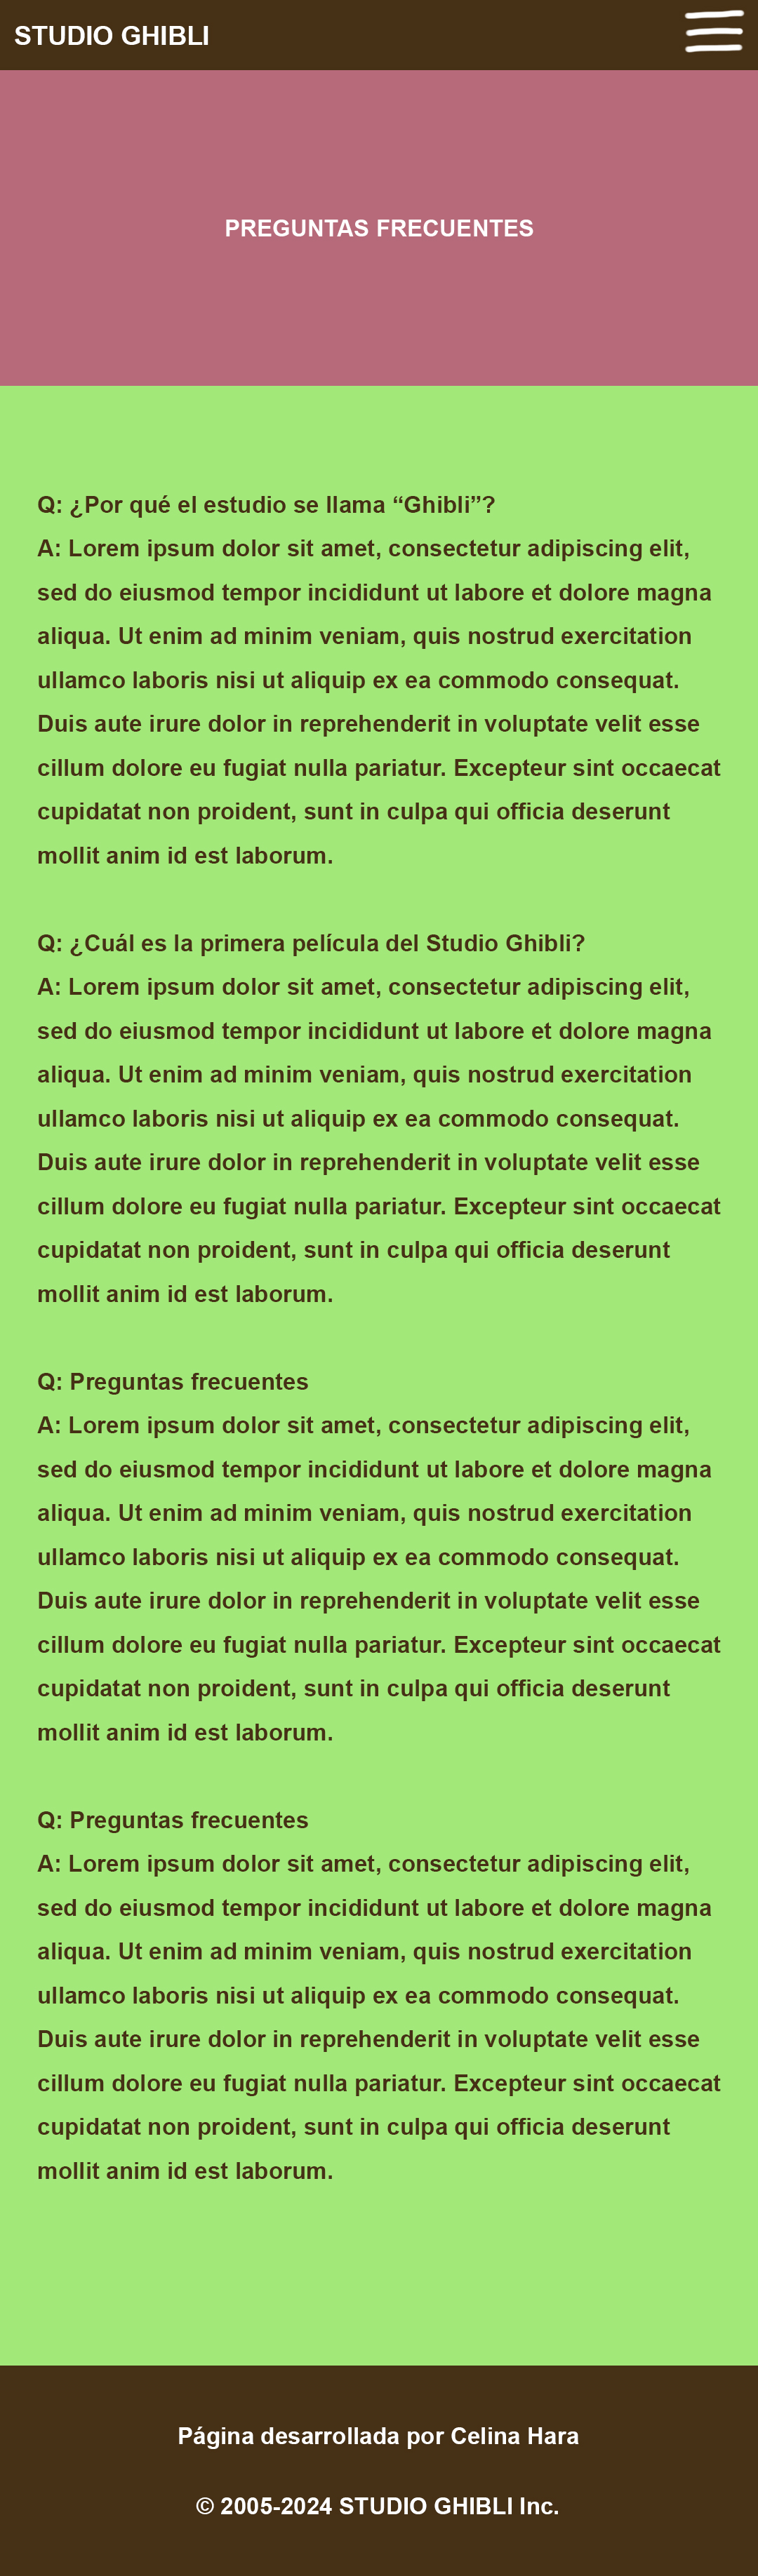 STUDIO GHIBLI
PREGUNTAS FRECUENTES
Q: ¿Por qué el estudio se llama “Ghibli”?
A: Lorem ipsum dolor sit amet, consectetur adipiscing elit,
sed do eiusmod tempor incididunt ut labore et dolore magna
aliqua. Ut enim ad minim veniam, quis nostrud exercitation
ullamco laboris nisi ut aliquip ex ea commodo consequat.
Duis aute irure dolor in reprehenderit in voluptate velit esse
cillum dolore eu fugiat nulla pariatur. Excepteur sint occaecat
cupidatat non proident, sunt in culpa qui officia deserunt
mollit anim id est laborum.
Q: ¿Cuál es la primera película del Studio Ghibli?
A: Lorem ipsum dolor sit amet, consectetur adipiscing elit,
sed do eiusmod tempor incididunt ut labore et dolore magna
aliqua. Ut enim ad minim veniam, quis nostrud exercitation
ullamco laboris nisi ut aliquip ex ea commodo consequat.
Duis aute irure dolor in reprehenderit in voluptate velit esse
cillum dolore eu fugiat nulla pariatur. Excepteur sint occaecat
cupidatat non proident, sunt in culpa qui officia deserunt
mollit anim id est laborum.
Q: Preguntas frecuentes
A: Lorem ipsum dolor sit amet, consectetur adipiscing elit,
sed do eiusmod tempor incididunt ut labore et dolore magna
aliqua. Ut enim ad minim veniam, quis nostrud exercitation
ullamco laboris nisi ut aliquip ex ea commodo consequat.
Duis aute irure dolor in reprehenderit in voluptate velit esse
cillum dolore eu fugiat nulla pariatur. Excepteur sint occaecat
cupidatat non proident, sunt in culpa qui officia deserunt
mollit anim id est laborum.
Q: Preguntas frecuentes
A: Lorem ipsum dolor sit amet, consectetur adipiscing elit,
sed do eiusmod tempor incididunt ut labore et dolore magna
aliqua. Ut enim ad minim veniam, quis nostrud exercitation
ullamco laboris nisi ut aliquip ex ea commodo consequat.
Duis aute irure dolor in reprehenderit in voluptate velit esse
cillum dolore eu fugiat nulla pariatur. Excepteur sint occaecat
cupidatat non proident, sunt in culpa qui officia deserunt
mollit anim id est laborum.
Página desarrollada por Celina Hara
© 2005-2024 STUDIO GHIBLI Inc.